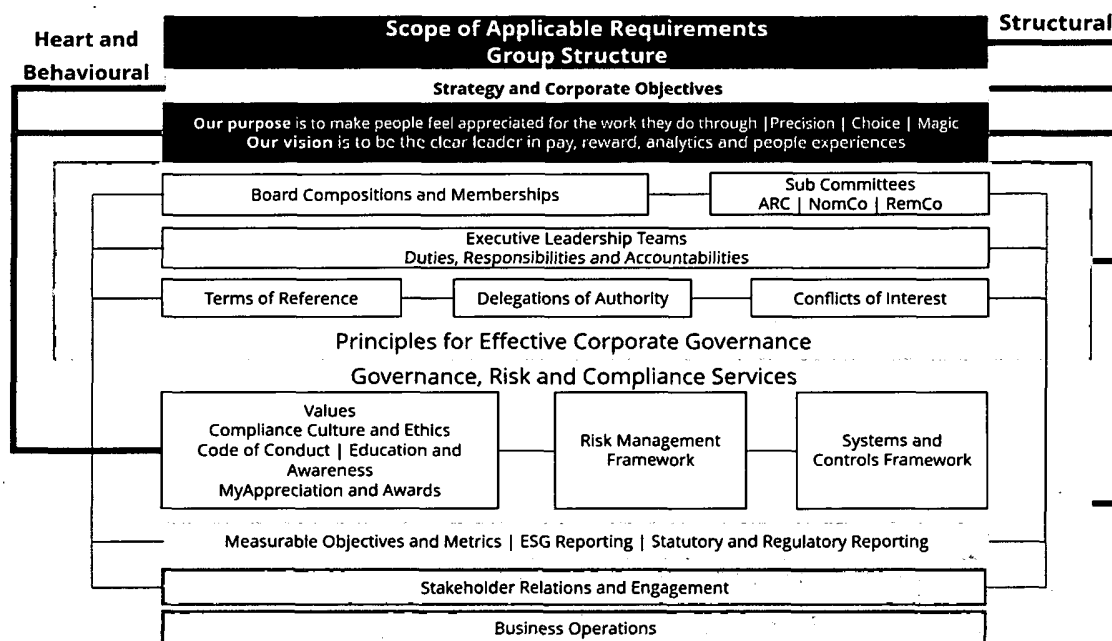 Heart and
Behavioural
Scope of Applicable Requirements
Group Structure
Structural
Strategy and Corporate Objectives
Our purpose is to make people feel appreciated for the work they do through |Precision | Choice | Magic
Our vision is to be the clear leader in pay, reward, analytics and people experiences
Board Compositions and Memberships
Sub Committees
ARC | NomCo | RemCo
Executive Leadership Teams
Duties, Responsibilities and Accountabilities
Terms of Reference
Delegations of Authority
Conflicts of Interest
Principles for Effective Corporate Governance
Governance, Risk and Compliance Services
Values
Compliance Culture and Ethics
Code of Conduct | Education and
Awareness
MyAppreciation and Awards
Risk Management
Framework
Systems and
Controls Framework
Measurable Objectives and Metrics | ESG Reporting | Statutory and Regulatory Reporting
Stakeholder Relations and Engagement
Business Operations